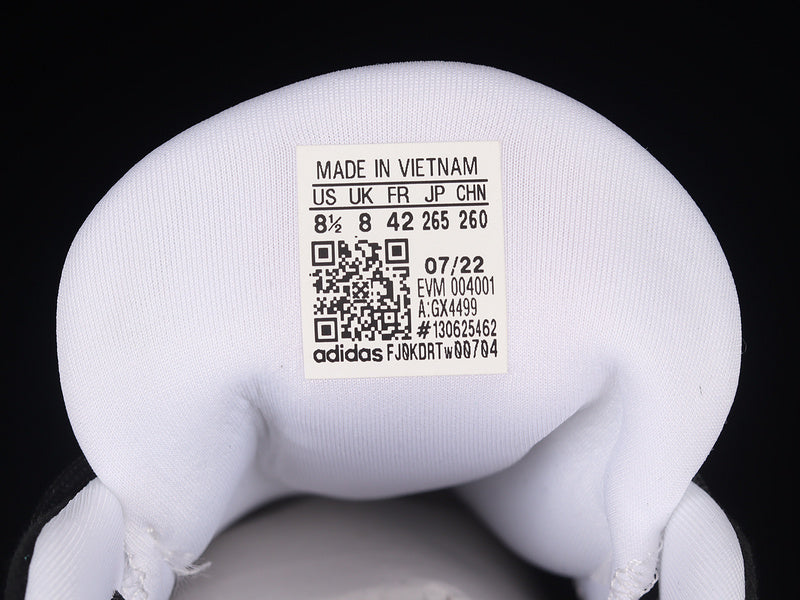 MADE IN VIETNAM
US UK FR JP CHN
8½ 8 42 265 260
07/22
EVM 004001
A:GX4499
#130625462
adidas FJ0KDRTw00704